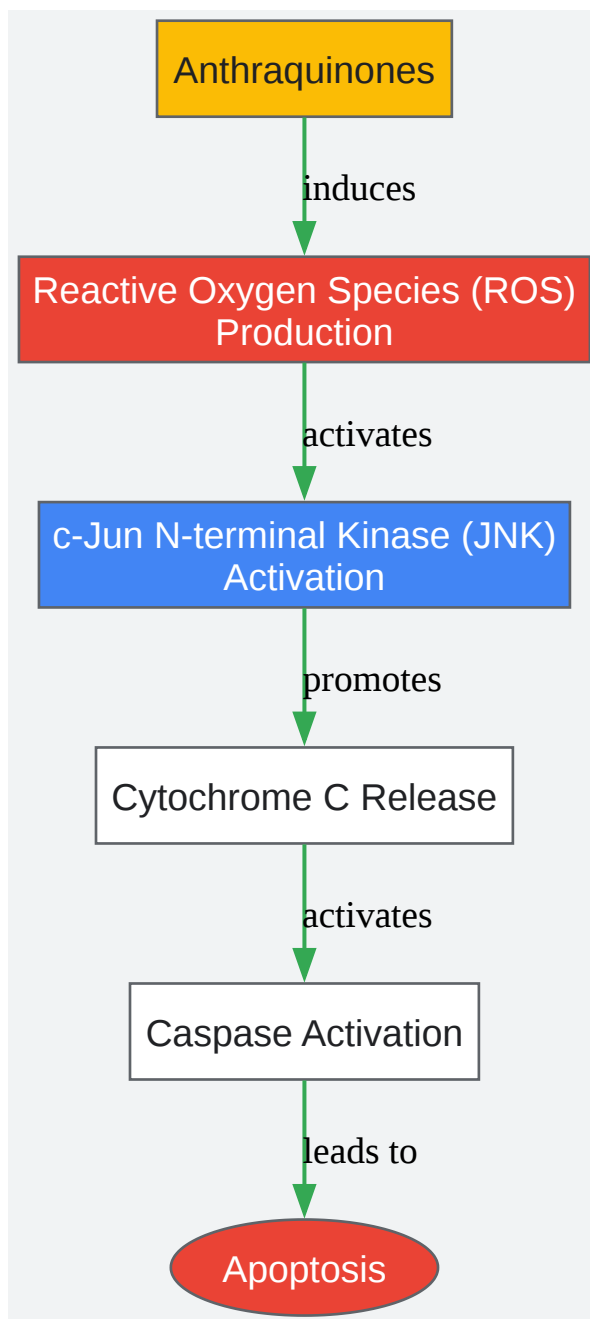 Anthraquinones
induces
Reactive Oxygen Species (ROS)
Production
activates
c-Jun N-terminal Kinase (JNK)
Activation
promotes
Cytochrome C Release
activates
Caspase Activation
leads to
Apoptosis